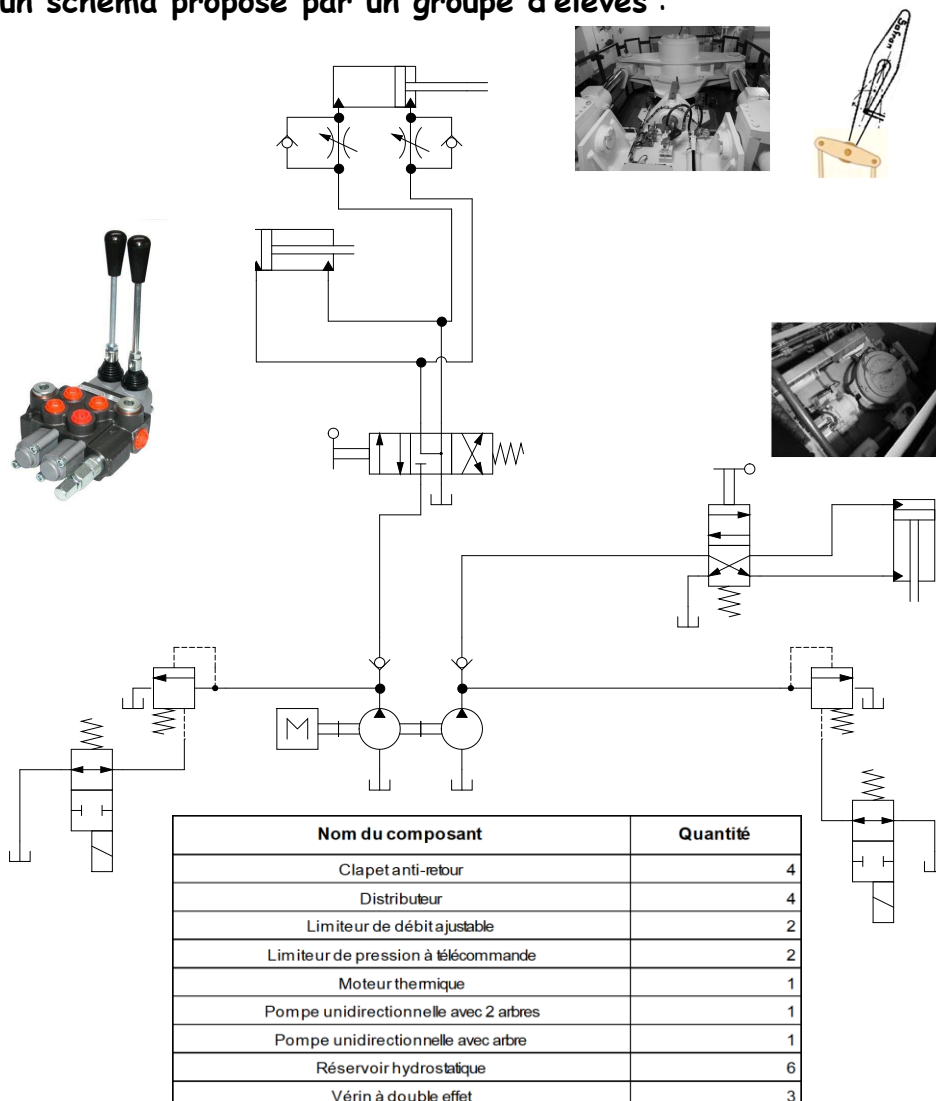 un schéma proposé par un groupe d'élèves :
Safran
M
Nom du composant Quantité
Clapet anti-retour 4
Distributeur 4
Limiteur de débit ajustable 2
Limiteur de pression à télécommande 2
Moteur thermique 1
Pompe unidirectionnelle avec 2 arbres 1
Pompe unidirectionnelle avec arbre 1
Réservoir hydrostatique 6
Vérin à double effet 3